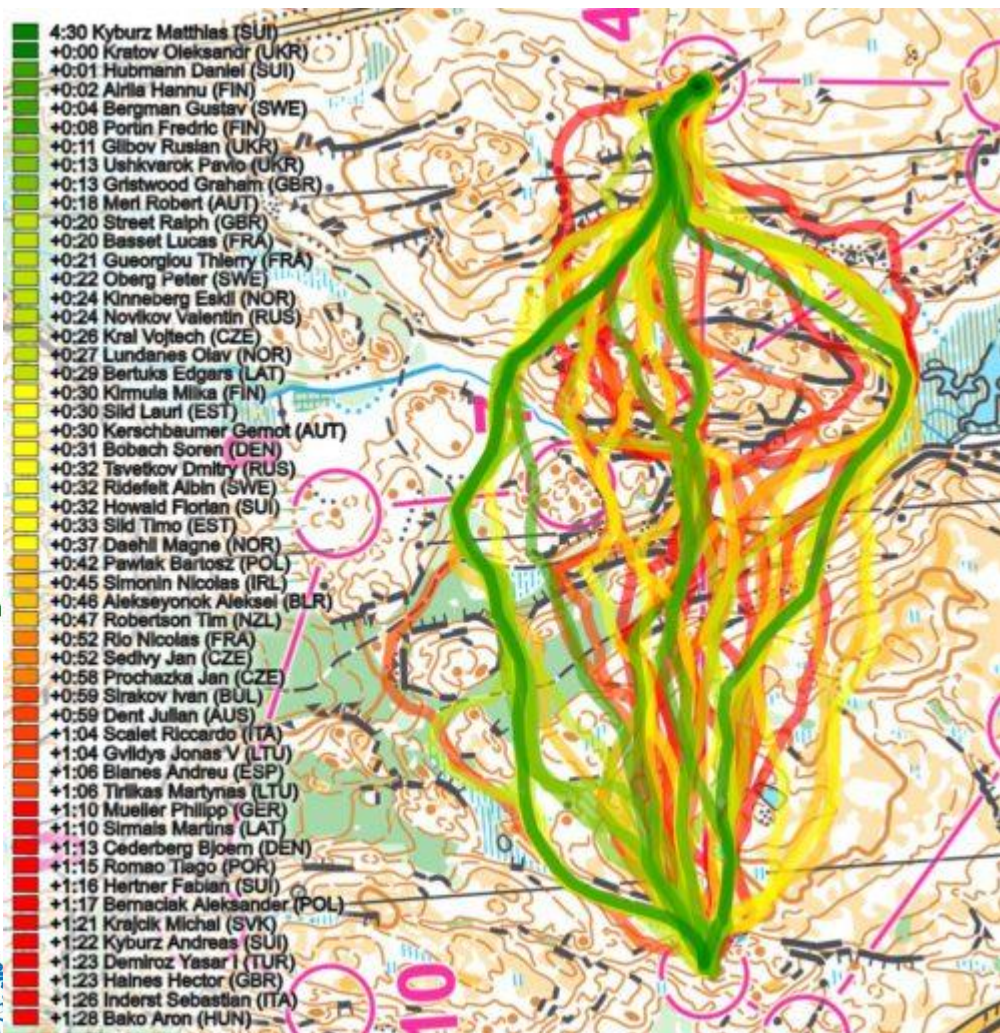 4:30 Kyburz Matthias (SUI)
+0:00 Kratov Oleksandr (UKR)
+0:01 Hubmann Daniel (SUI)
+0:02 Airila Hannu (FIN)
+0:04 Bergman Gustav (SWE)
+0:08 Portin Fredric (FIN)
+0:11 Glibov Ruslan (UKR)
+0:13 Ushkvarok Pavlo (UKR)
+0:13 Gristwood Graham (GBR)
+0:18 Merl Robert (AUT)
+0:20 Street Ralph (GBR)
+0:20 Basset Lucas (FRA)
+0:21 Gueorgiou Thierry (FRA)
+0:22 Oberg Peter (SWE)
+0:24 Kinneberg Eskil (NOR)
+0:24 Novikov Valentin (RUS)
+0:26 Kral Vojtech (CZE)
+0:27 Lundanes Olav (NOR)
+0:29 Bertuks Edgars (LAT)
+0:30 Kirmula Miika (FIN)
+0:30 Sild Lauri (EST)
+0:30 Kerschbaumer Gernot (AUT)
+0:31 Bobach Soren (DEN)
+0:32 Tsvetkov Dmitry (RUS)
+0:32 Ridefelt Albin (SWE)
+0:32 Howald Florian (SUI)
+0:33 Sild Timo (EST)
+0:37 Daehli Magne (NOR)
+0:42 Pawlak Bartosz (POL)
+0:45 Simonin Nicolas (IRL)
+0:46 Alekseyonok Aleksei (BLR)
+0:47 Robertson Tim (NZL)
+0:52 Rio Nicolas (FRA)
+0:52 Sedivy Jan (CZE)
+0:58 Prochazka Jan (CZE)
+0:59 Sirakov Ivan (BUL)
+0:59 Dent Julian (AUS)
+1:04 Scalet Riccardo (ITA)
+1:04 Gvildys Jonas V (LTU)
+1:06 Blanes Andreu (ESP)
+1:06 Tirilkas Martynas (LTU)
+1:10 Mueller Philipp (GER)
+1:10 Sirmais Martins (LAT)
+1:13 Cederberg Bjoern (DEN)
+1:15 Romao Tiago (POR)
+1:16 Hertner Fabian (SUI)
+1:17 Bernaciak Aleksander (POL)
+1:21 Krajcik Michal (SVK)
+1:22 Kyburz Andreas (SUI)
+1:23 Demiroz Yasar I (TUR)
+1:23 Haines Hector (GBR)
+1:26 Inderst Sebastian (ITA)
+1:28 Bako Aron (HUN)
4
10